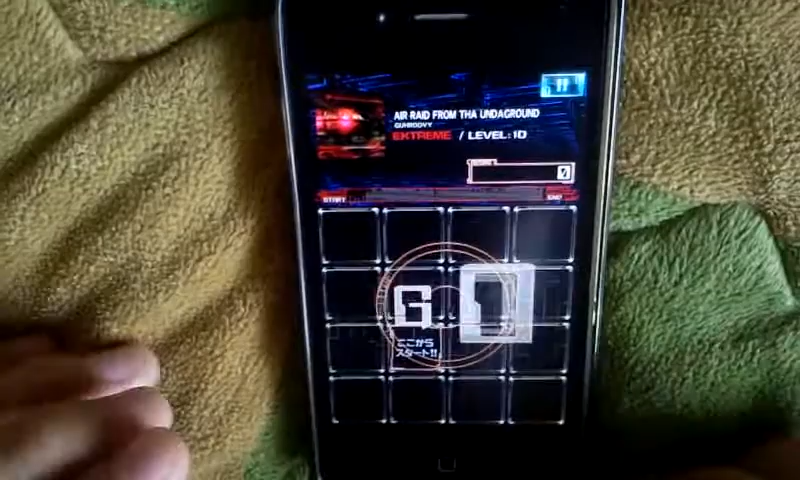 AIR RAID FROM THA UNDAGROUND
GUHROOVY
EXTREME / LEVEL:10
0
START
END
GO
ここから
スタート!!